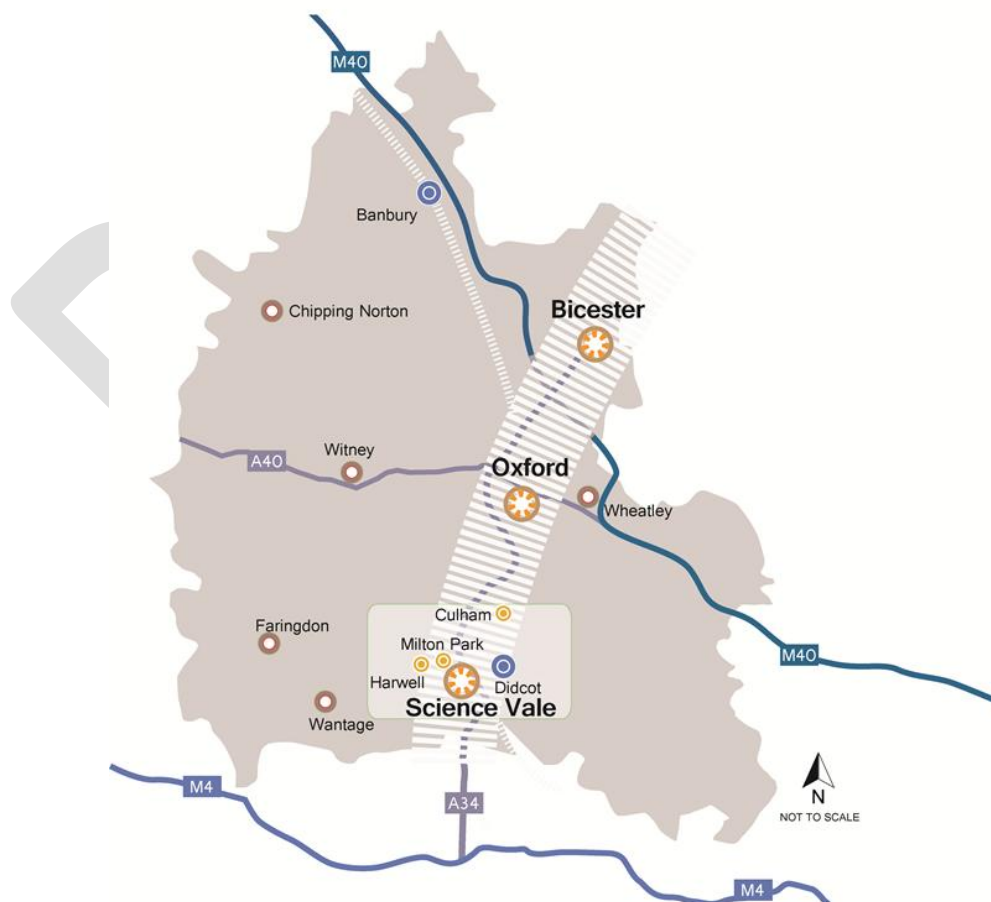 M40
Banbury
Bicester
Chipping Norton
Witney
A40
Oxford
Wheatley
Culham
Faringdon
Milton Park
M40
Harwell
Didcot
Science Vale
Wantage
M4
A34
N
NOT TO SCALE
M4